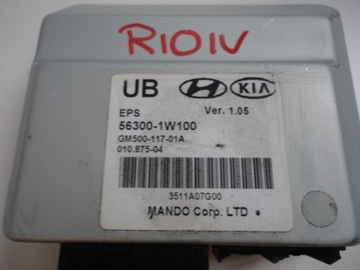 RIO IV
UB KIA
EPS Ver. 1.05
56300-1W100
GM500-117-01A
010.875-04
3511A07G00
MANDO Corp. LTD